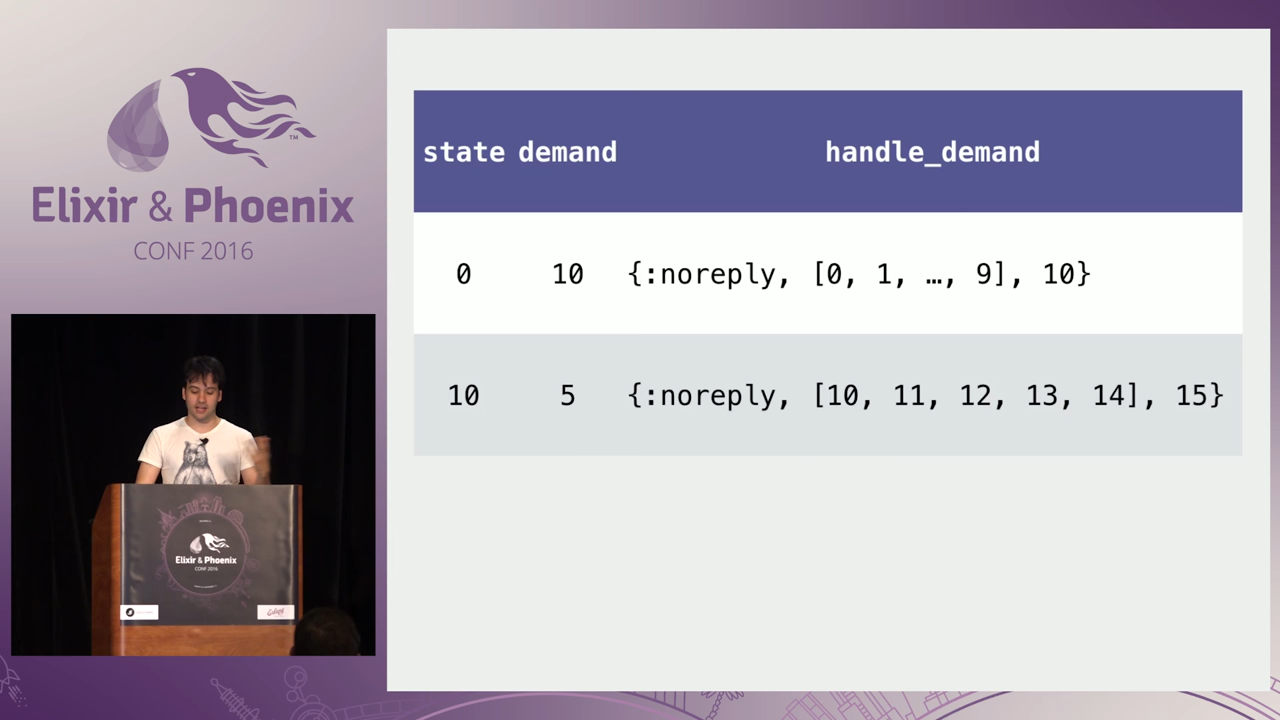 Elixir & Phoenix
TM
CONF 2016
state demand handle_demand
0 10 {:noreply, [0, 1, …, 9], 10}
10 5 {:noreply, [10, 11, 12, 13, 14], 15}
Elixir & Phoenix
CONF 2016